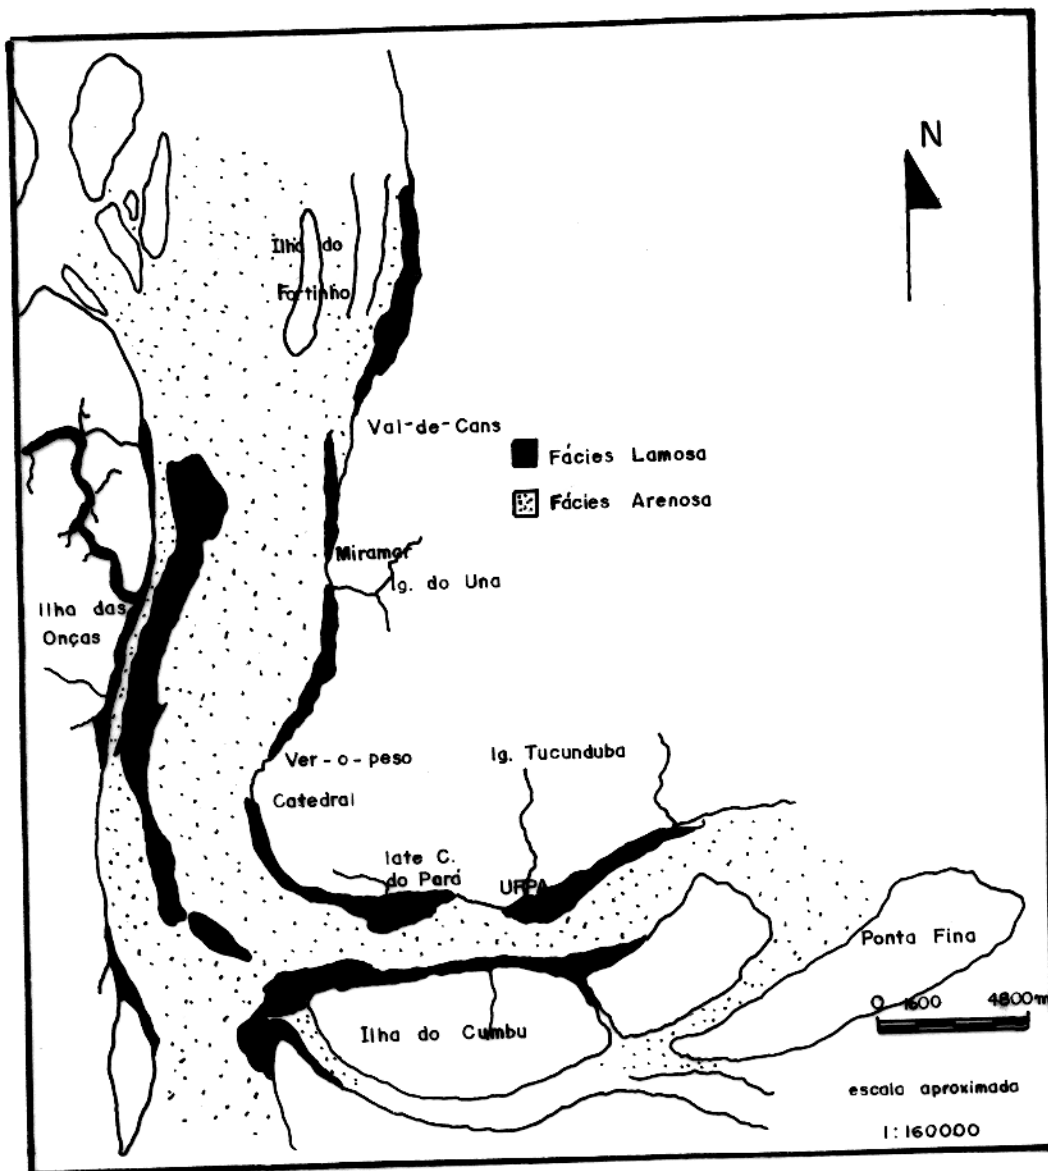 N
Ilha do
Fortinho
Val-de-Cans
Fácies Lamosa
Fácies Arenosa
Miramar
Ig. do Una
Ilha das
Onças
Ver-o-peso
Ig. Tucunduba
Catedral
Iate C.
do Pará
UFPA
Ponta Fina
0 1600 4800m
Ilha do Cumbu
escala aproximada
1:160000